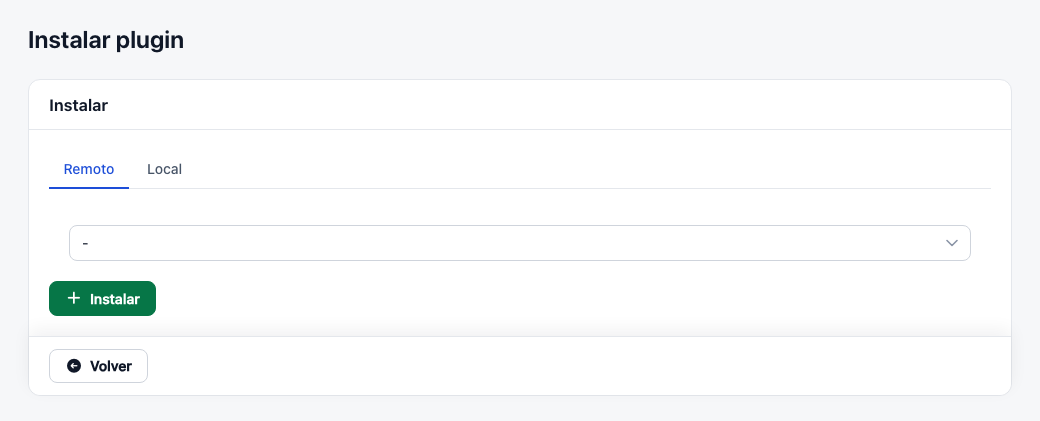 Instalar plugin
Instalar
Remoto Local
-
Instalar
Volver